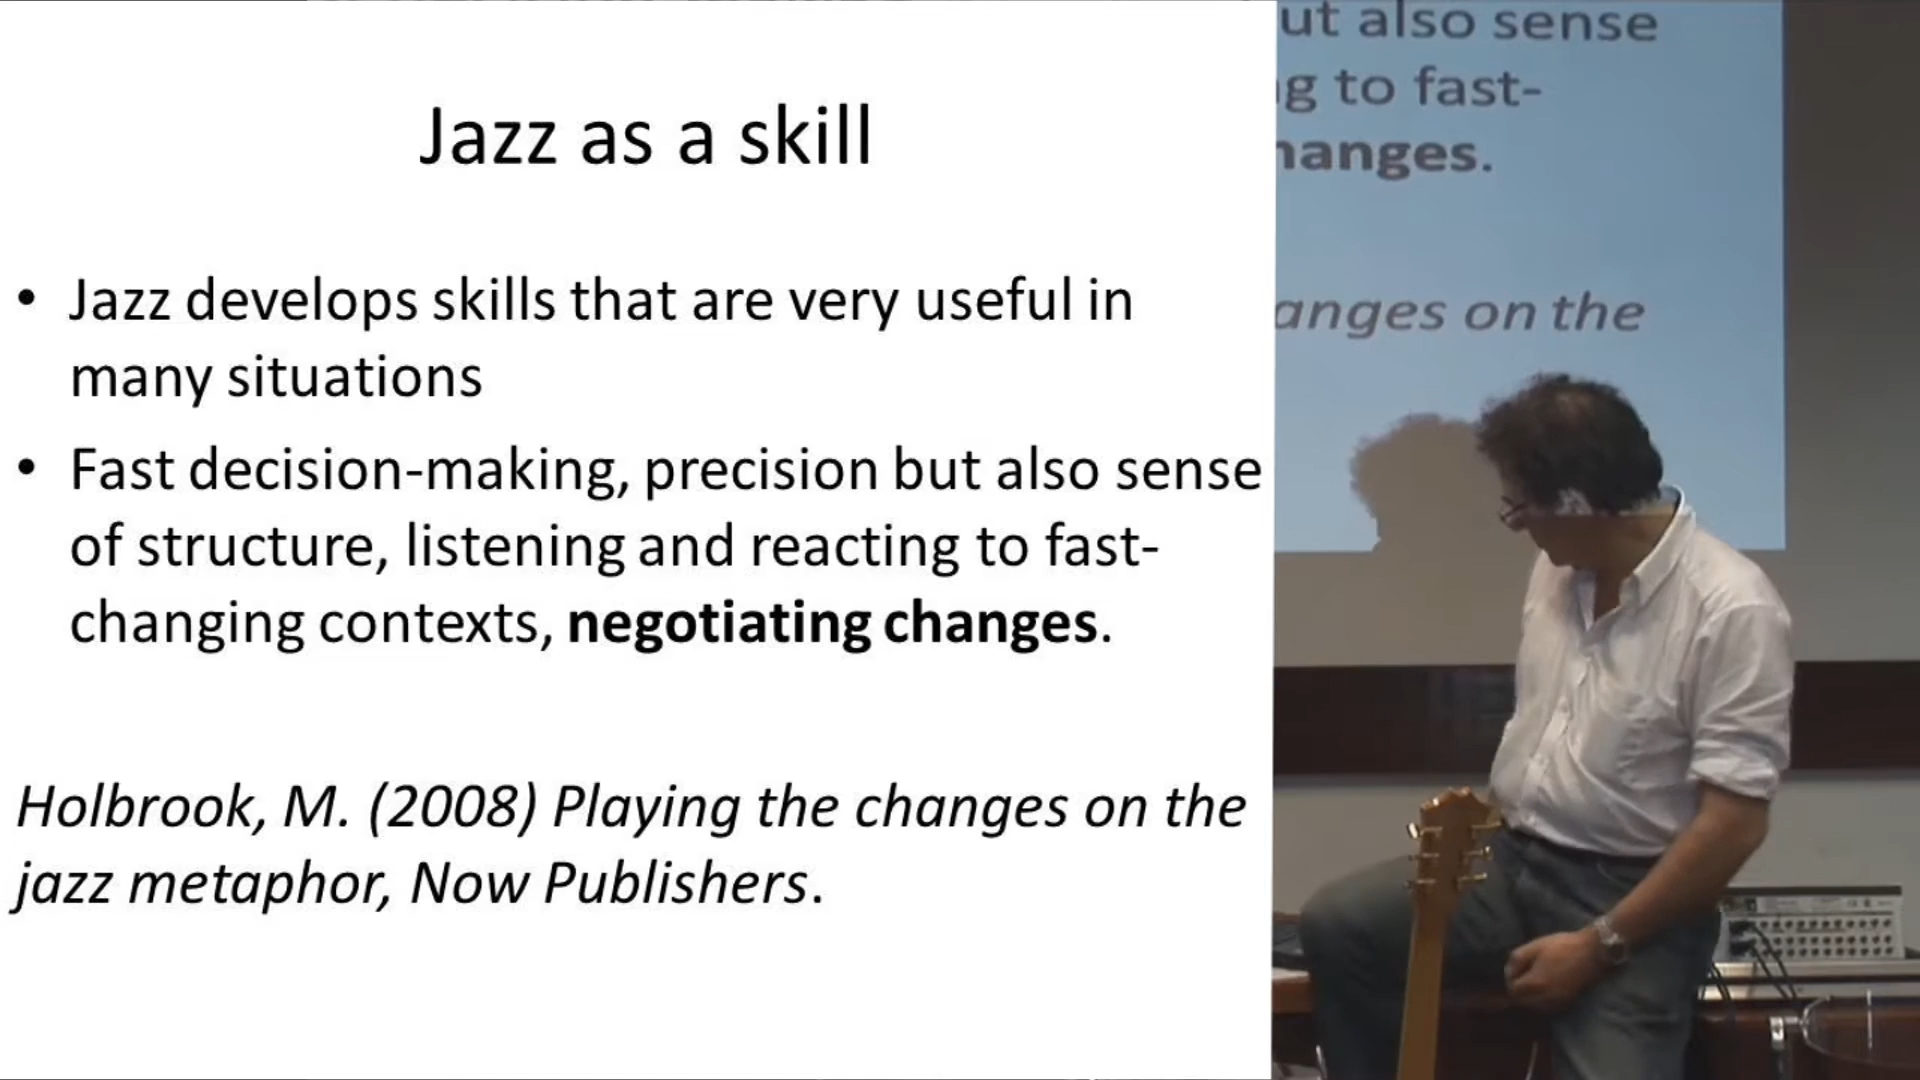 Jazz as a skill
• Jazz develops skills that are very useful in
many situations
• Fast decision-making, precision but also sense
of structure, listening and reacting to fast-
changing contexts, negotiating changes.
Holbrook, M. (2008) Playing the changes on the
jazz metaphor, Now Publishers.
ut also sense
g to fast-
hanges.
anges on the